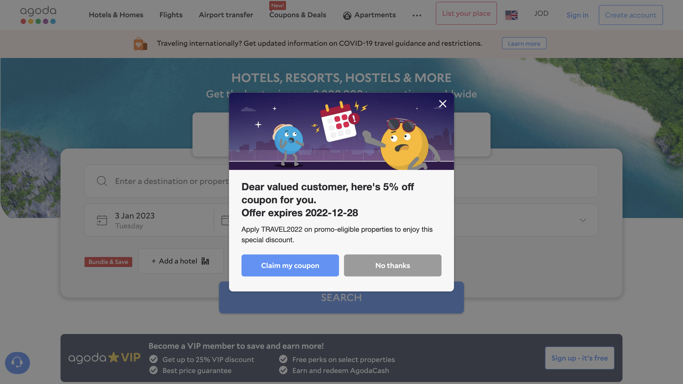 agoda
Hotels & Homes
Flights
Airport transfer
New!
Coupons & Deals
Apartments
List your place
JOD
Sign in
Create account
Traveling internationally? Get updated information on COVID-19 travel guidance and restrictions.
Learn more
HOTELS, RESORTS, HOSTELS & MORE
Get th
wide
Enter a destination or propert
3 Jan 2023
Tuesday
Bundle & Save
+ Add a hotel
Dear valued customer, here's 5% off
coupon for you.
Offer expires 2022-12-28
Apply TRAVEL2022 on promo-eligible properties to enjoy this
special discount.
Claim my coupon
No thanks
SEARCH
agoda VIP
Become a VIP member to save and earn more!
Get up to 25% VIP discount
Free perks on select properties
Best price guarantee
Earn and redeem AgodaCash
Sign up - it's free